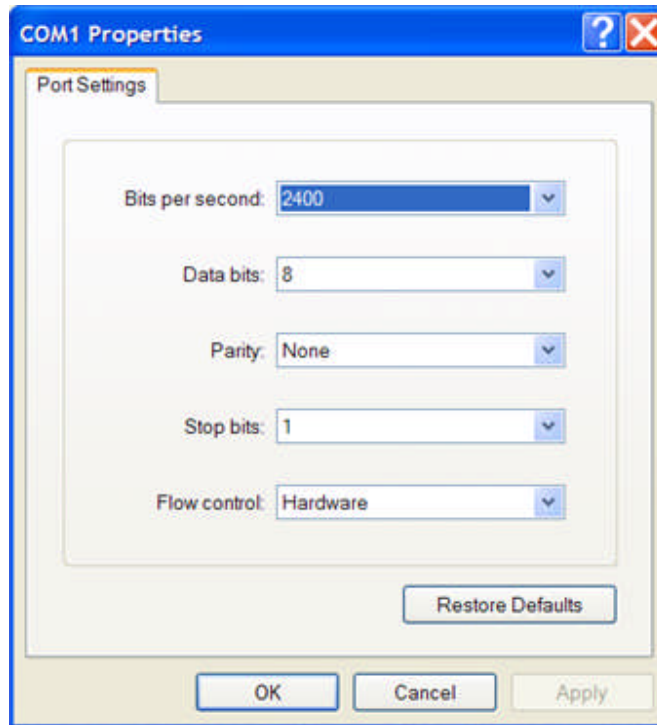 COM1 Properties
Port Settings
Bits per second: 2400
Data bits: 8
Parity: None
Stop bits: 1
Flow control: Hardware
Restore Defaults
OK Cancel Apply